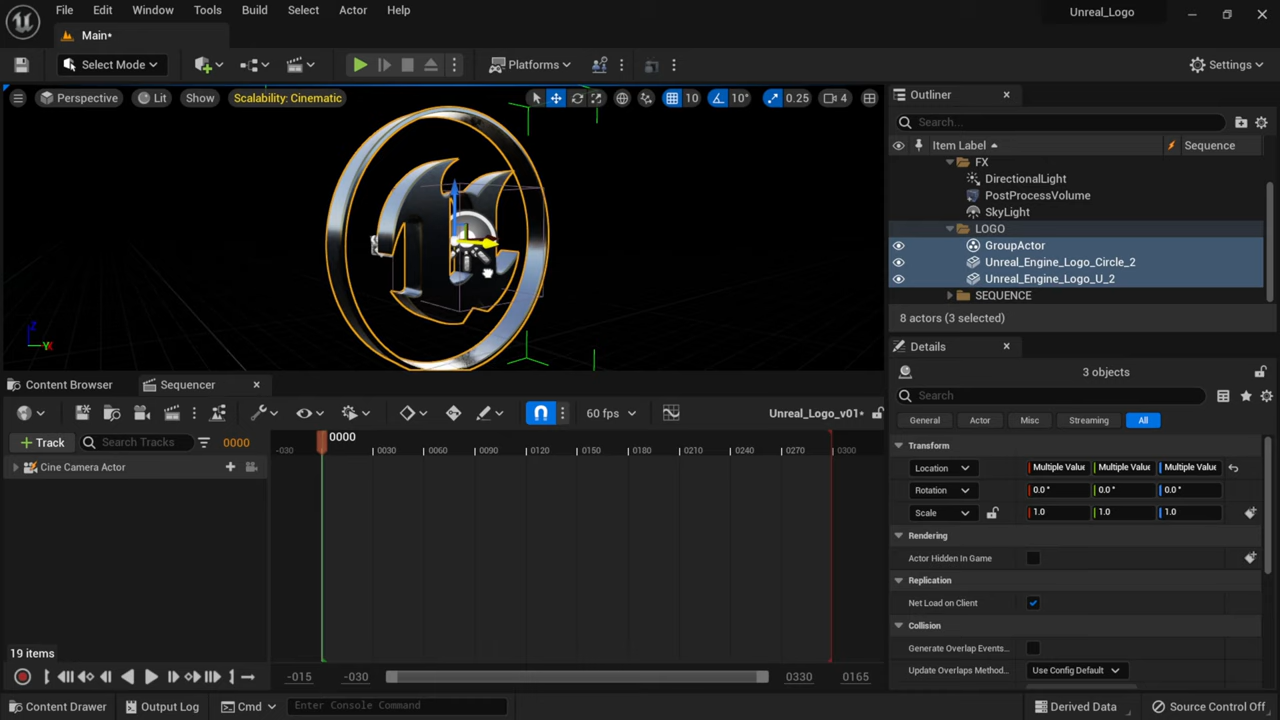 File Edit Window Tools Build Select Actor Help Unreal_Logo
Main*
Select Mode Platforms Settings
Perspective Lit Show Scalability: Cinematic 10 10° 0.25 4
Outliner
Search...
Item Label Sequence
FX
DirectionalLight
PostProcessVolume
SkyLight
LOGO
GroupActor
Unreal_Engine_Logo_Circle_2
Unreal_Engine_Logo_U_2
SEQUENCE
8 actors (3 selected)
Z
Content Browser Sequencer
60 fps Unreal_Logo_v01*
Track Search Tracks 0000
0000
-030 0030 0060 0090 0120 0150 0180 0210 0240 0270 0300
Cine Camera Actor
19 items
-015 -030 0330 0165
Details
3 objects
Search
General Actor Misc Streaming All
Transform
Location Multiple Value Multiple Value Multiple Value
Rotation 0.0 ° 0.0 ° 0.0 °
Scale 1.0 1.0 1.0
Rendering
Actor Hidden In Game
Replication
Net Load on Client
Collision
Generate Overlap Events...
Update Overlaps Method... Use Config Default
Content Drawer Output Log Cmd Enter Console Command Derived Data Source Control Off